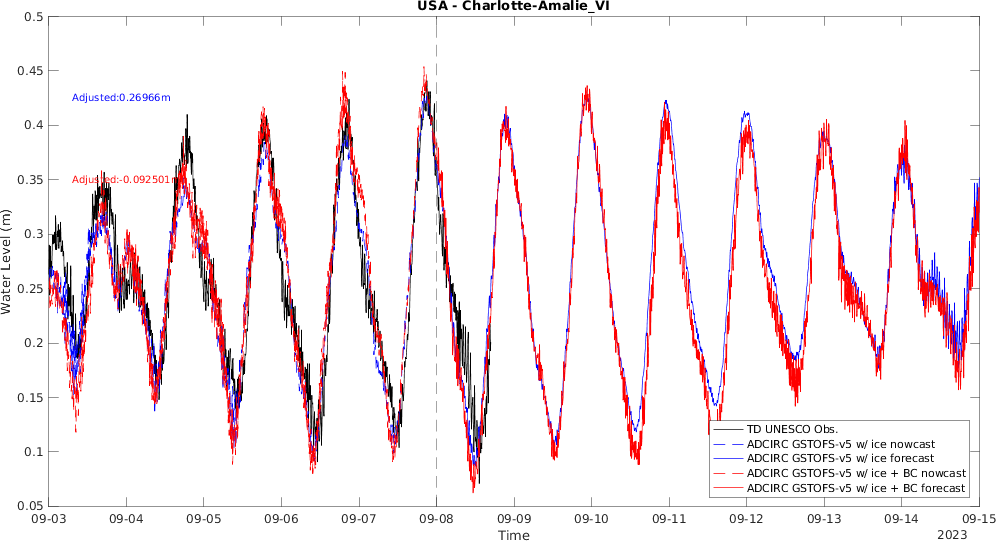 USA - Charlotte-Amalie_VI
0.5
0.45
0.4
0.35
0.3
0.25
0.2
0.15
0.1
0.05
Water Level (m)
Adjusted:0.26966m
Adjusted:-0.092501m
TD UNESCO Obs.
ADCIRC GSTOFS-v5 w/ ice nowcast
ADCIRC GSTOFS-v5 w/ ice forecast
ADCIRC GSTOFS-v5 w/ ice + BC nowcast
ADCIRC GSTOFS-v5 w/ ice + BC forecast
09-03 09-04 09-05 09-06 09-07 09-08 09-09 09-10 09-11 09-12 09-13 09-14 09-15
Time
2023